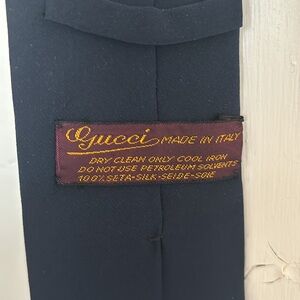 Gucci MADE IN ITALY
DRY CLEAN ONLY COOL IRON
DO NOT USE PETROLEUM SOLVENTS
100% SETA-SILK-SEIDE-SOIE